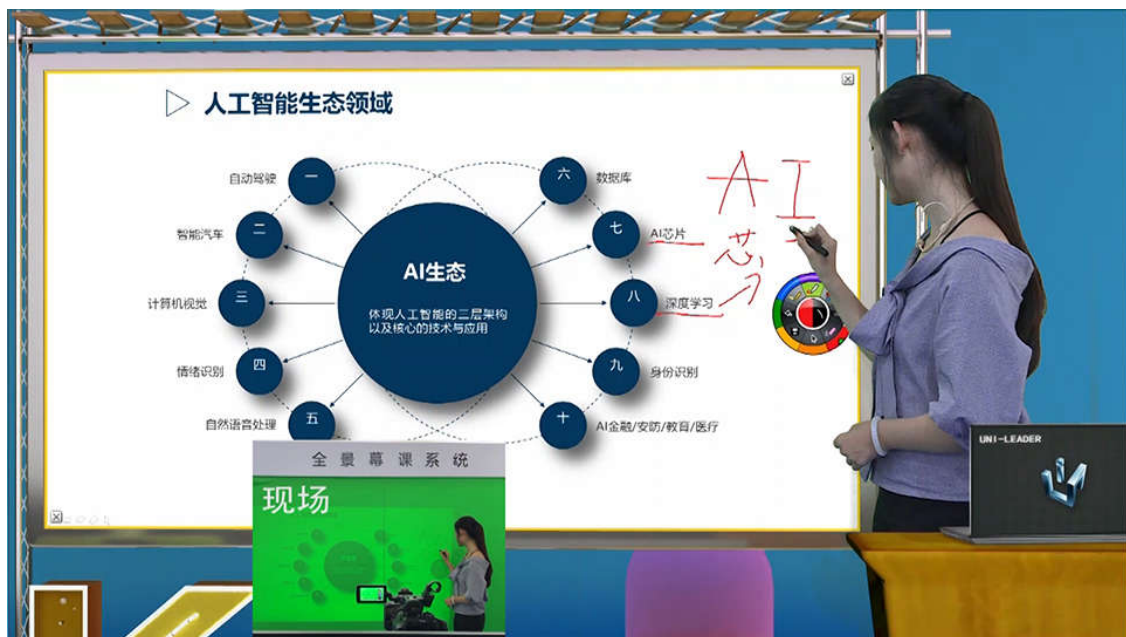 人工智能生态领域
一
自动驾驶
二
智能汽车
三
计算机视觉
四
情绪识别
五
自然语音处理
AI生态
体现人工智能的三层架构
以及核心的技术与应用
六
数据库
七
AI芯片
八
深度学习
九
身份识别
十
AI金融/安防/教育/医疗
AI
芯
全景幕课系统
现场
UNI-LEADER